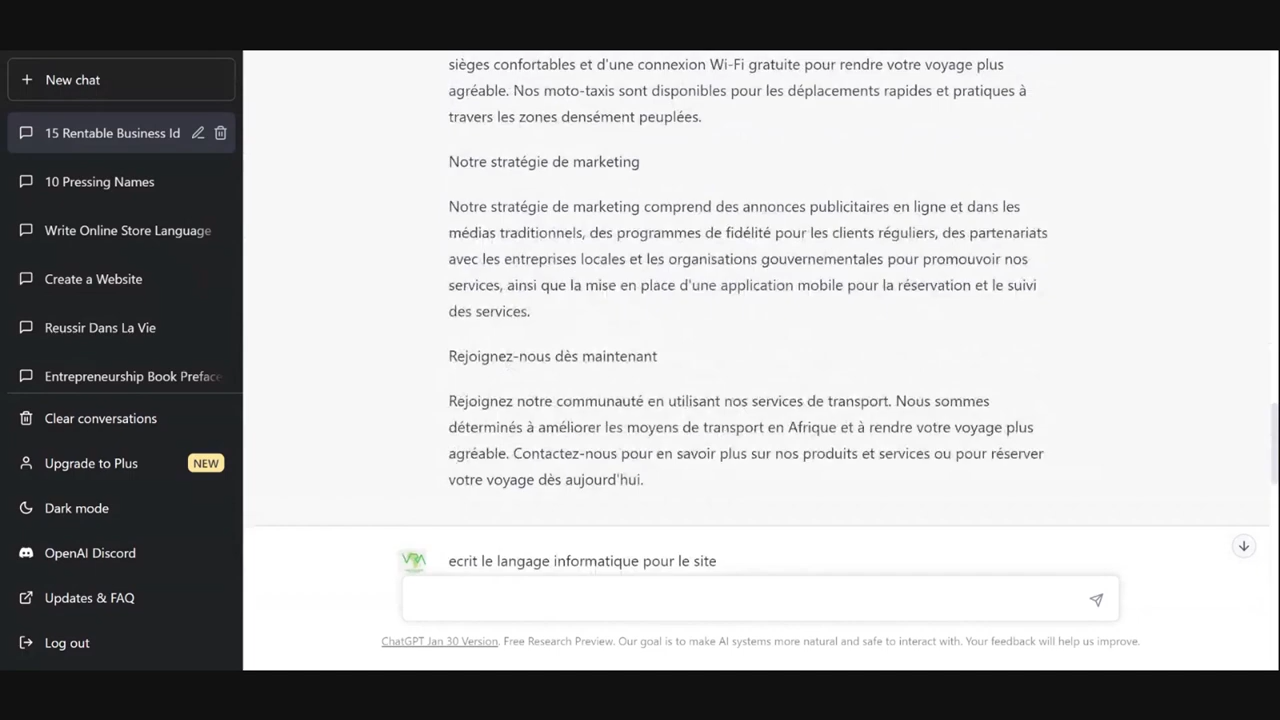 New chat
15 Rentable Business Id
10 Pressing Names
Write Online Store Language
Create a Website
Reussir Dans La Vie
Entrepreneurship Book Preface
Clear conversations
Upgrade to Plus NEW
Dark mode
OpenAI Discord
Updates & FAQ
Log out
sièges confortables et d'une connexion Wi-Fi gratuite pour rendre votre voyage plus
agréable. Nos moto-taxis sont disponibles pour les déplacements rapides et pratiques à
travers les zones densément peuplées.
Notre stratégie de marketing
Notre stratégie de marketing comprend des annonces publicitaires en ligne et dans les
médias traditionnels, des programmes de fidélité pour les clients réguliers, des partenariats
avec les entreprises locales et les organisations gouvernementales pour promouvoir nos
services, ainsi que la mise en place d'une application mobile pour la réservation et le suivi
des services.
Rejoignez-nous dès maintenant
Rejoignez notre communauté en utilisant nos services de transport. Nous sommes
déterminés à améliorer les moyens de transport en Afrique et à rendre votre voyage plus
agréable. Contactez-nous pour en savoir plus sur nos produits et services ou pour réserver
votre voyage dès aujourd'hui.
VRA
ecrit le langage informatique pour le site
ChatGPT Jan 30 Version. Free Research Preview. Our goal is to make AI systems more natural and safe to interact with. Your feedback will help us improve.